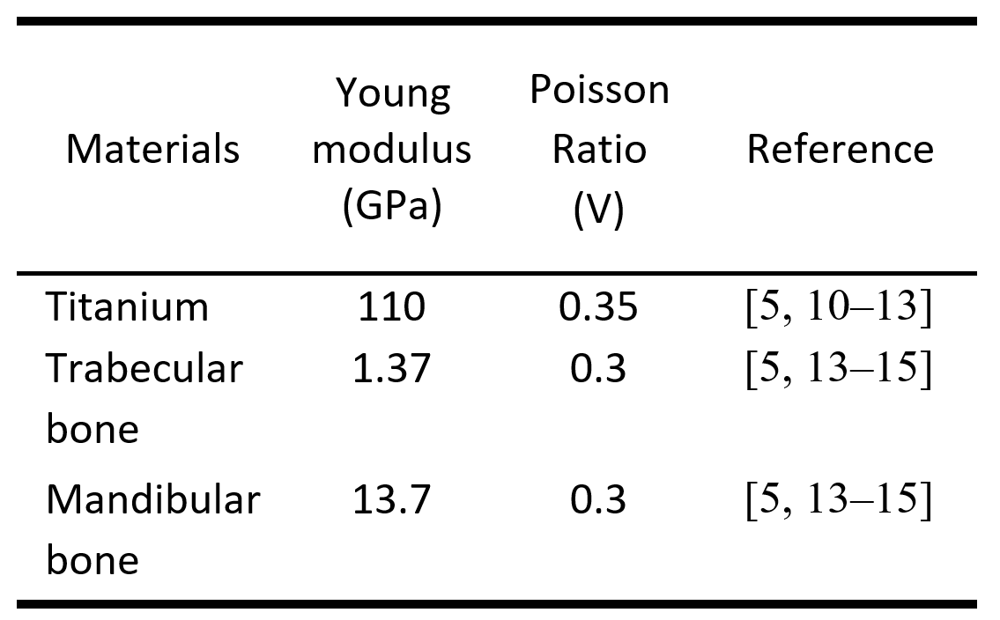 Materials Young modulus (GPa) Poisson Ratio (V) Reference
Titanium 110 0.35 [5, 10–13]
Trabecular bone 1.37 0.3 [5, 13–15]
Mandibular bone 13.7 0.3 [5, 13–15]